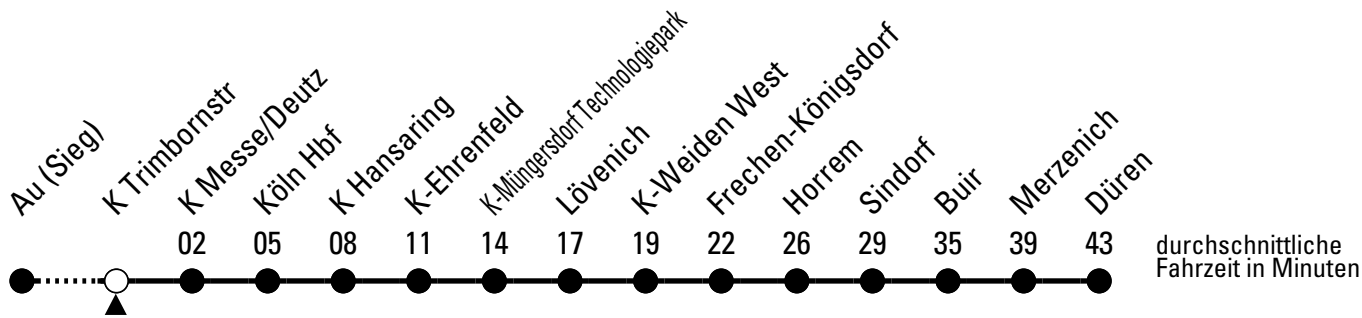 Au (Sieg)
K Trimbornstr
K Messe/Deutz
Köln Hbf
K Hansaring
K-Ehrenfeld
K-Müngersdorf Technologiepark
Lövenich
K-Weiden West
Frechen-Königsdorf
Horrem
Sindorf
Buir
Merzenich
Düren
02 05 08 11 14 17 19 22 26 29 35 39 43
durchschnittliche
Fahrzeit in Minuten